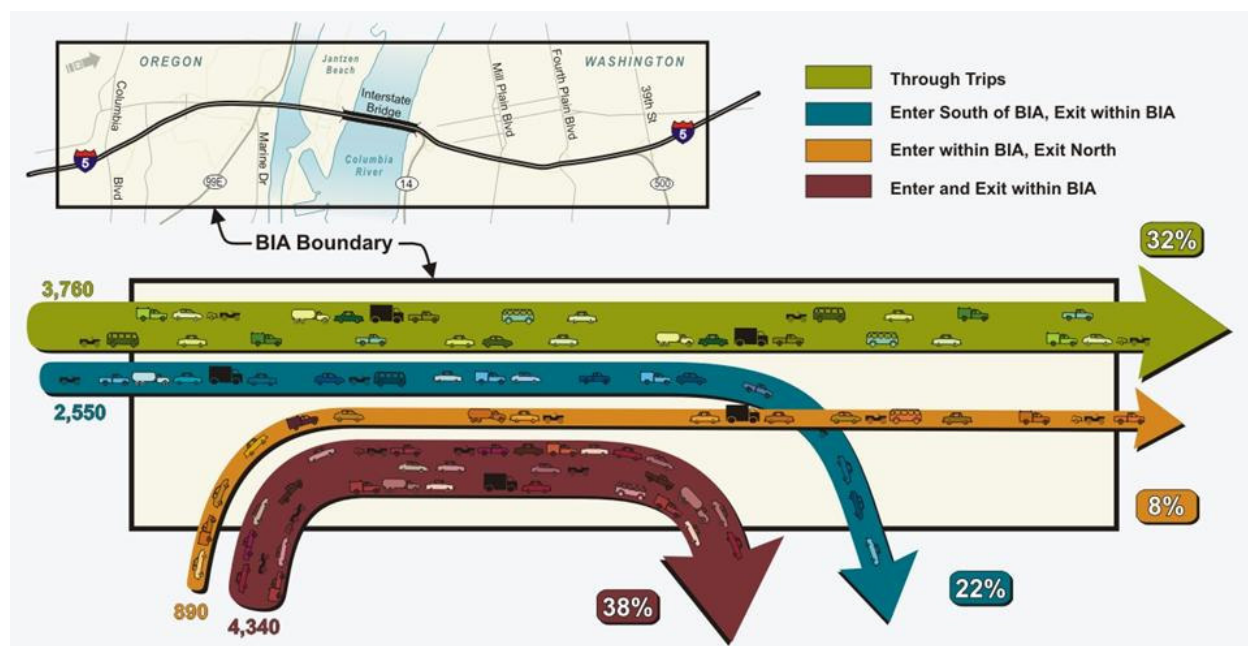 OREGON
Jantzen
Beach
WASHINGTON
Columbia
Blvd
Marine Dr
99E
Interstate
Bridge
Columbia
River
14
Mill Plain Blvd
Fourth Plain Blvd
39th St
500
5
5
Through Trips
Enter South of BIA, Exit within BIA
Enter within BIA, Exit North
Enter and Exit within BIA
BIA Boundary
32%
3,760
2,550
8%
22%
38%
890
4,340